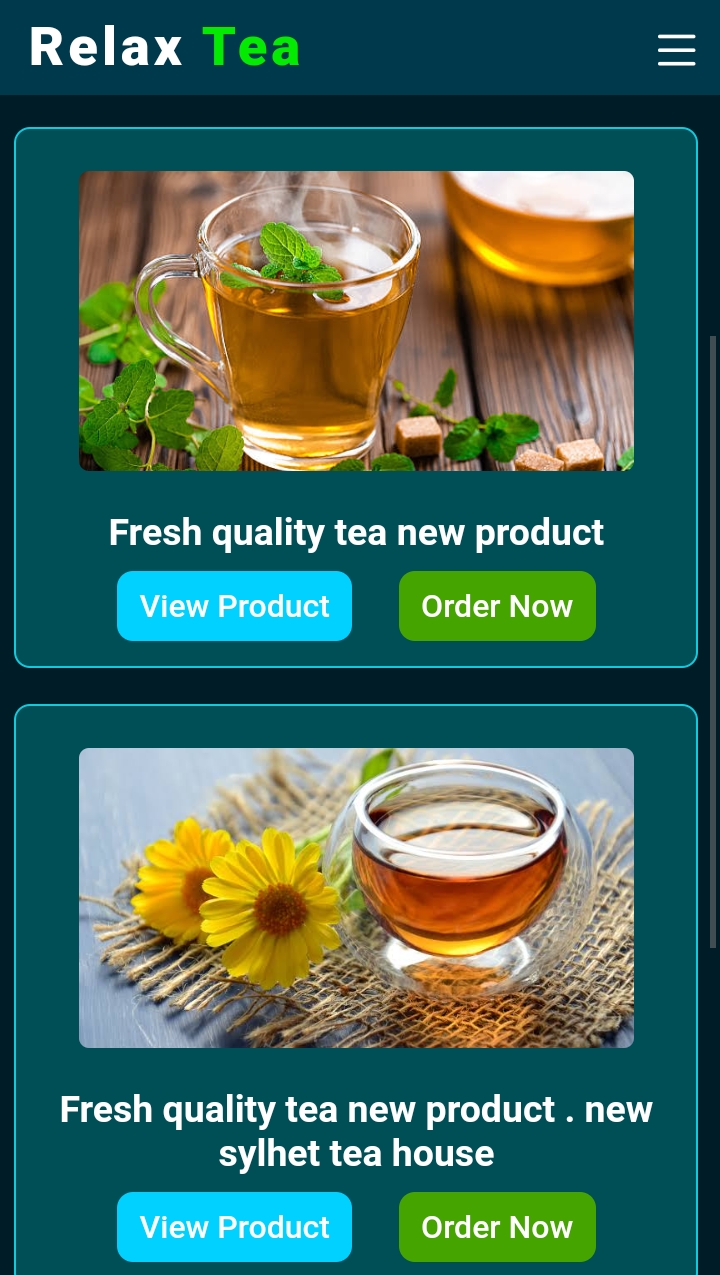 Relax Tea
Fresh quality tea new product
View Product
Order Now
Fresh quality tea new product . new
sylhet tea house
View Product
Order Now